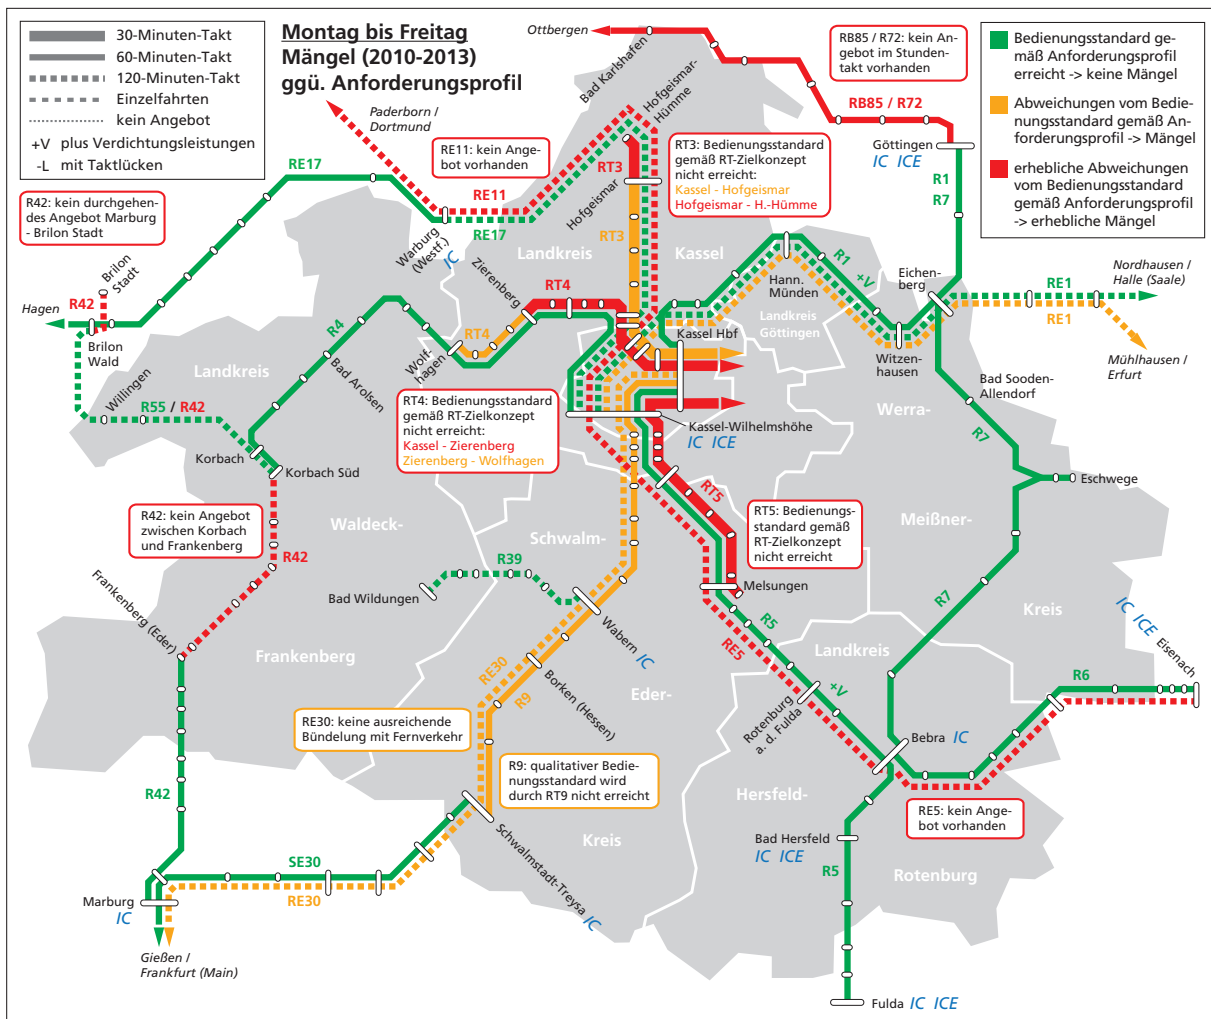 30-Minuten-Takt
60-Minuten-Takt
120-Minuten-Takt
Einzelfahrten
kein Angebot
+V plus Verdichtungsleistungen
-L mit Taktlücken
Montag bis Freitag
Mängel (2010-2013)
ggü. Anforderungsprofil
Bedienungsstandard ge-
mäß Anforderungsprofil
erreicht -> keine Mängel
Abweichungen vom Bedie-
nungsstandard gemäß An-
forderungsprofil -> Mängel
erhebliche Abweichungen
vom Bedienungsstandard
gemäß Anforderungsprofil
-> erhebliche Mängel
Ottbergen
Bad Karlshafen
Hofgeismar-
Hümme
RB85 / R72: kein An-
gebot im Stunden-
takt vorhanden
RB85 / R72
Göttingen
IC ICE
Paderborn /
Dortmund
RE11: kein Ange-
bot vorhanden
RT3: Bedienungsstandard
gemäß RT-Zielkonzept
nicht erreicht:
Kassel - Hofgeismar
Hofgeismar - H.-Hümme
RE17
RT3
RE11
RE17
Hofgeismar
RT3
R1
R7
R42: kein durchgehen-
des Angebot Marburg
- Brilon Stadt
Warburg
(Westf.)
IC
Landkreis
Kassel
R1
+V
Hann.
Münden
Landkreis
Göttingen
Eichen-
berg
Nordhausen /
Halle (Saale)
RE1
RE1
Mühlhausen /
Erfurt
Brilon
Stadt
Hagen
R42
Brilon
Wald
Zierenberg
RT4
RT4
R4
Wolf-
hagen
Kassel Hbf
Witzen-
hausen
Bad Sooden-
Allendorf
Landkreis
Bad Arolsen
Willingen
R55 / R42
Werra-
RT4: Bedienungsstandard
gemäß RT-Zielkonzept
nicht erreicht:
Kassel - Zierenberg
Zierenberg - Wolfhagen
Kassel-Wilhelmshöhe
IC ICE
R7
Korbach
Korbach Süd
Eschwege
RT5
R42: kein Angebot
zwischen Korbach
und Frankenberg
Waldeck-
Schwalm-
RT5: Bedienungs-
standard gemäß
RT-Zielkonzept
nicht erreicht
Meißner-
R42
R39
Bad Wildungen
Melsungen
R7
Kreis
IC ICE
Eisenach
Frankenberg (Eder)
Wabern IC
R5
RE5
Landkreis
Frankenberg
RE30
R9
Borken (Hessen)
Eder-
+V
R6
Rotenburg
a. d. Fulda
RE30: keine ausreichende
Bündelung mit Fernverkehr
Bebra IC
R9: qualitativer Bedie-
nungsstandard wird
durch RT9 nicht erreicht
R42
Hersfeld-
RE5: kein Ange-
bot vorhanden
Kreis
Bad Hersfeld
IC ICE
SE30
R5
Rotenburg
RE30
Schwalmstadt-Treysa IC
Marburg
IC
Gießen /
Frankfurt (Main)
Fulda IC ICE